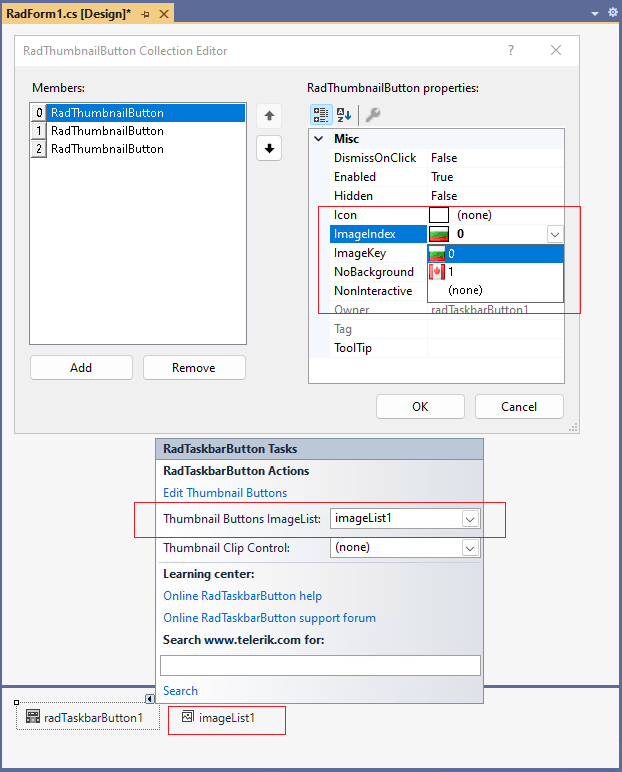 RadForm1.cs [Design]*
RadThumbnailButton Collection Editor
?
Members:
0 RadThumbnailButton
1 RadThumbnailButton
2 RadThumbnailButton
Add
Remove
RadThumbnailButton properties:
Misc
DismissOnClick False
Enabled True
Hidden False
Icon (none)
ImageIndex 0
ImageKey 0
NoBackground 1
NonInteractive (none)
Owner radTaskbarButton1
Tag
ToolTip
OK
Cancel
RadTaskbarButton Tasks
RadTaskbarButton Actions
Edit Thumbnail Buttons
Thumbnail Buttons ImageList: imageList1
Thumbnail Clip Control: (none)
Learning center:
Online RadTaskbarButton help
Online RadTaskbarButton support forum
Search www.telerik.com for:
Search
radTaskbarButton1
imageList1